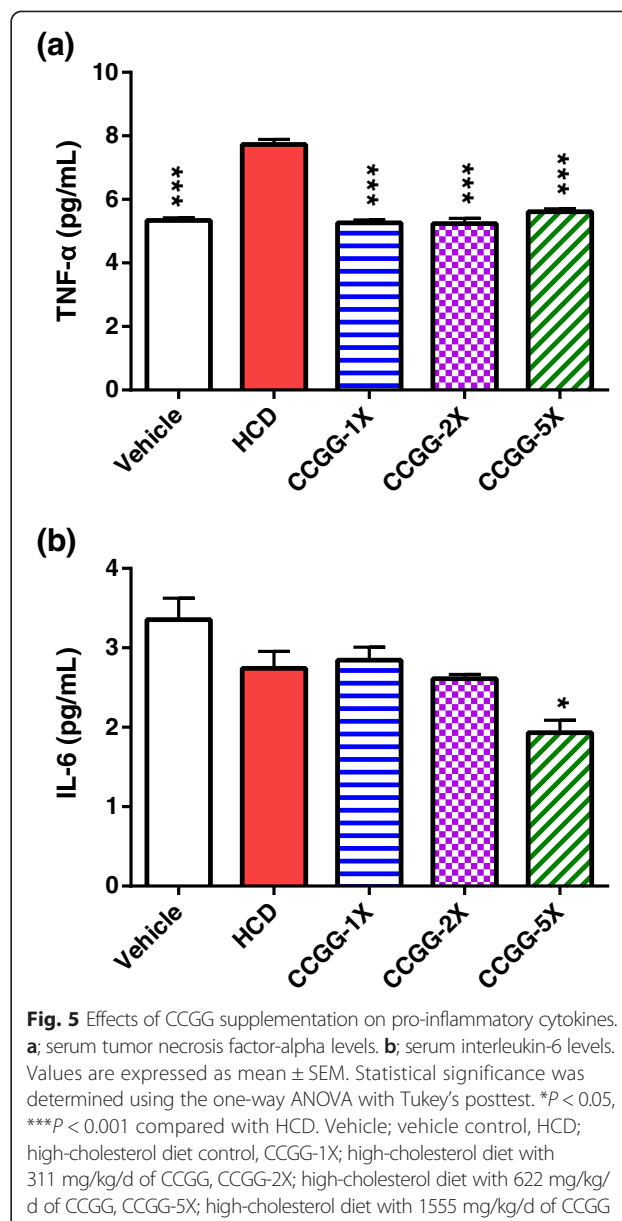 (a)
10
8
6
4
2
0
TNF-α (pg/mL)
***
***
***
***
Vehicle
HCD
CCGG-1X
CCGG-2X
CCGG-5X
(b)
4
3
2
1
0
IL-6 (pg/mL)
*
Vehicle
HCD
CCGG-1X
CCGG-2X
CCGG-5X
Fig. 5 Effects of CCGG supplementation on pro-inflammatory cytokines.
a; serum tumor necrosis factor-alpha levels. b; serum interleukin-6 levels.
Values are expressed as mean ± SEM. Statistical significance was
determined using the one-way ANOVA with Tukey's posttest. *P < 0.05,
***P < 0.001 compared with HCD. Vehicle; vehicle control, HCD;
high-cholesterol diet control, CCGG-1X; high-cholesterol diet with
311 mg/kg/d of CCGG, CCGG-2X; high-cholesterol diet with 622 mg/kg/
d of CCGG, CCGG-5X; high-cholesterol diet with 1555 mg/kg/d of CCGG